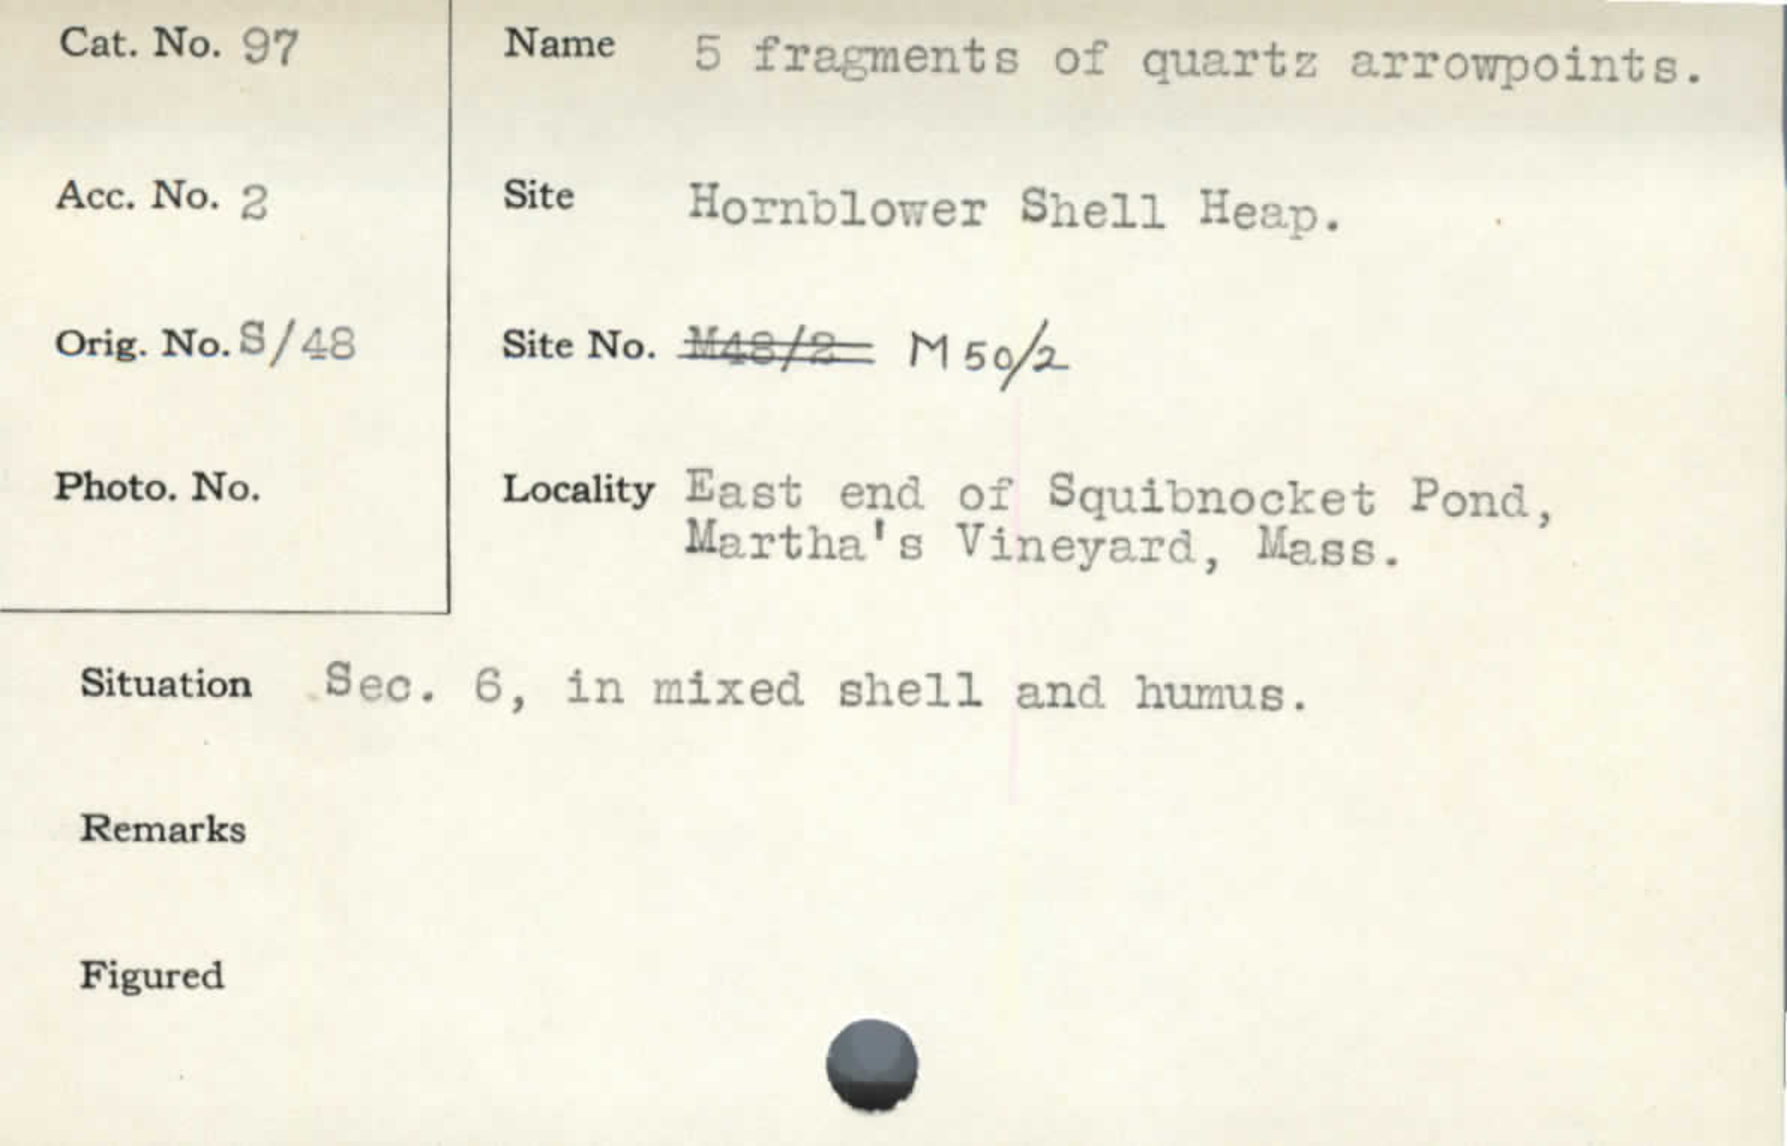 Cat. No. 97
Name 5 fragments of quartz arrowpoints.
Acc. No. 2
Site Hornblower Shell Heap.
Orig. No. S/48
Site No. M48/2 M 50/2
Photo. No.
Locality East end of Squibnocket Pond,
Martha's Vineyard, Mass.
Situation Sec. 6, in mixed shell and humus.
Remarks
Figured